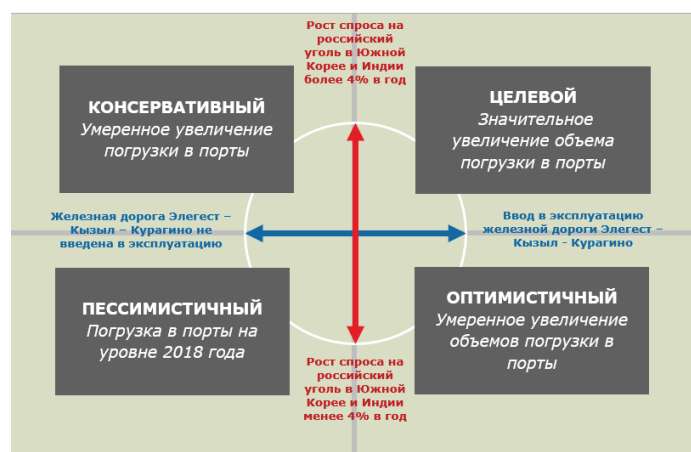 Рост спроса на
российский
уголь в Южной
Корее и Индии
более 4% в год
КОНСЕРВАТИВНЫЙ
Умеренное увеличение
погрузки в порты
ЦЕЛЕВОЙ
Значительное
увеличение объема
погрузки в порты
Железная дорога Элегест –
Кызыл – Курагино не
введена в эксплуатацию
Ввод в эксплуатацию
железной дороги Элегест –
Кызыл - Курагино
ПЕССИМИСТИЧНЫЙ
Погрузка в порты на
уровне 2018 года
ОПТИМИСТИЧНЫЙ
Умеренное увеличение
объемов погрузки в
порты
Рост спроса на
российский
уголь в Южной
Корее и Индии
менее 4% в год